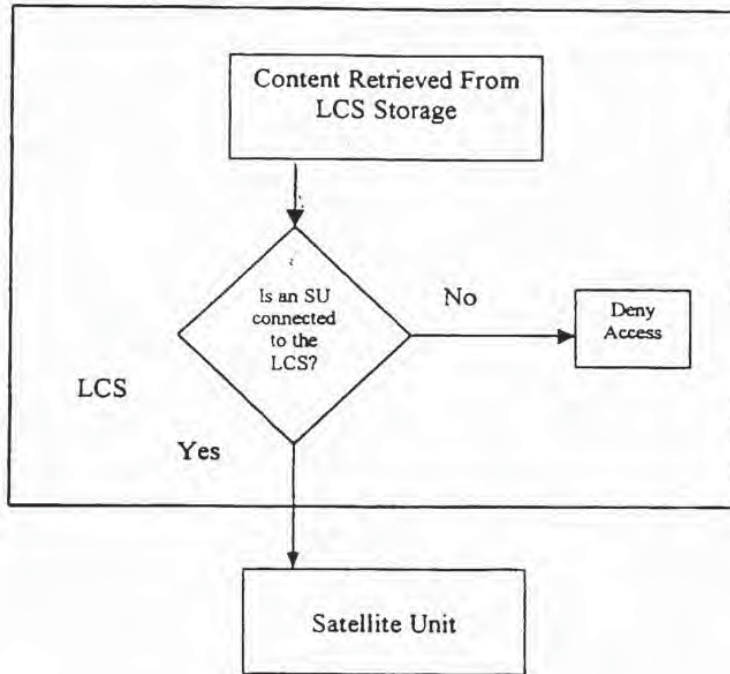 Content Retrieved From
LCS Storage
Is an SU
connected
to the
LCS?
No
Deny
Access
LCS
Yes
Satellite Unit